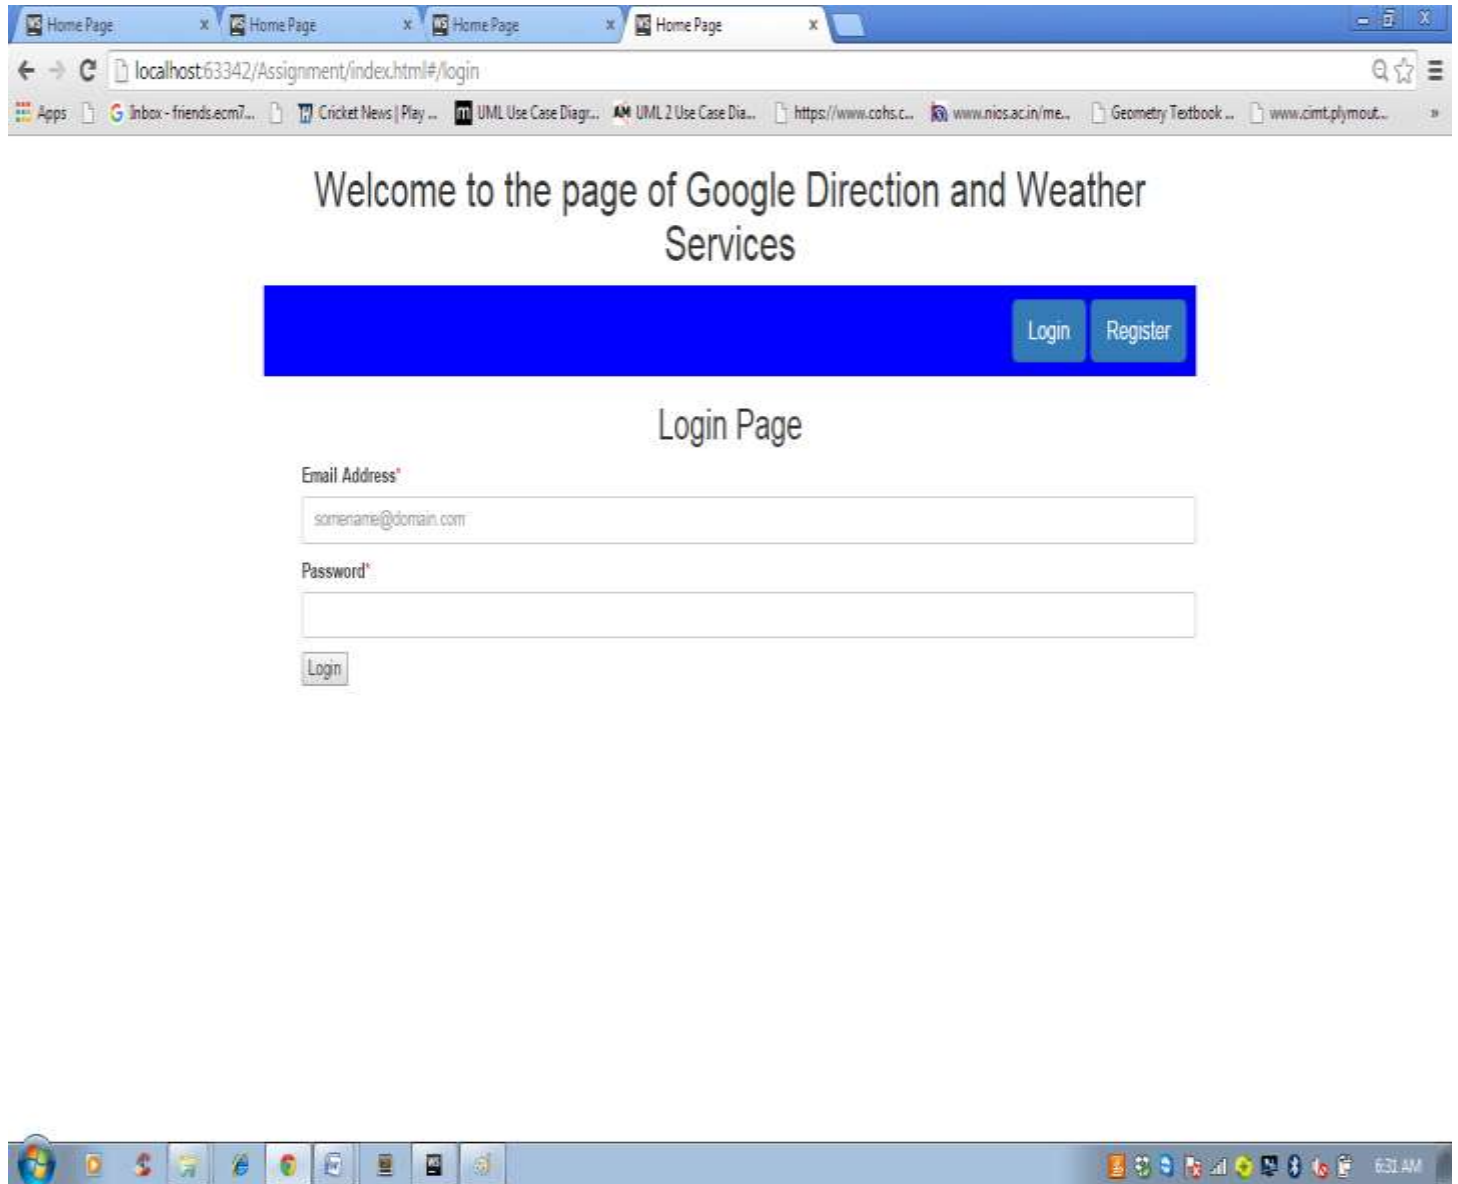 Home Page Home Page Home Page Home Page
localhost:63342/Assignment/index.html#/login
Apps Inbox - friends.ecm7... Cricket News | Play ... UML Use Case Diagr... UML 2 Use Case Dia... https://www.cohs.c... www.nios.ac.in/me... Geometry Textbook ... www.cimt.plymout... »
Welcome to the page of Google Direction and Weather
Services
Login Register
Login Page
Email Address*
somename@domain.com
Password*
Login
6:31 AM